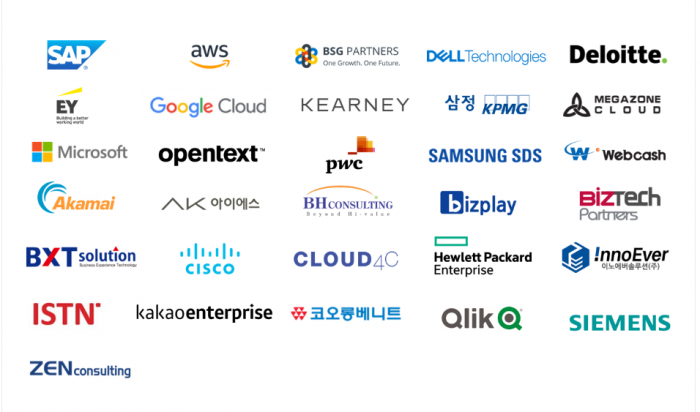 SAP
aws
BSG PARTNERS
One Growth. One Future.
DELLTechnologies
Deloitte.
EY
Building a better
working world
Google Cloud
KEARNEY
삼정 KPMG
MEGAZONE
CLOUD
Microsoft
opentext™
pwc
SAMSUNG SDS
W Webcash
Akamai
AK 아이에스
BH CONSULTING
Beyond Hi-value
bizplay
BIZTECH
Partners
BXT solution
Business Experience Technology
CISCO
CLOUD4C
Hewlett Packard
Enterprise
InnoEver
이노에버솔루션(주)
ISTN
kakaoenterprise
코오롱베니트
Qlik
SIEMENS
ZEN consulting